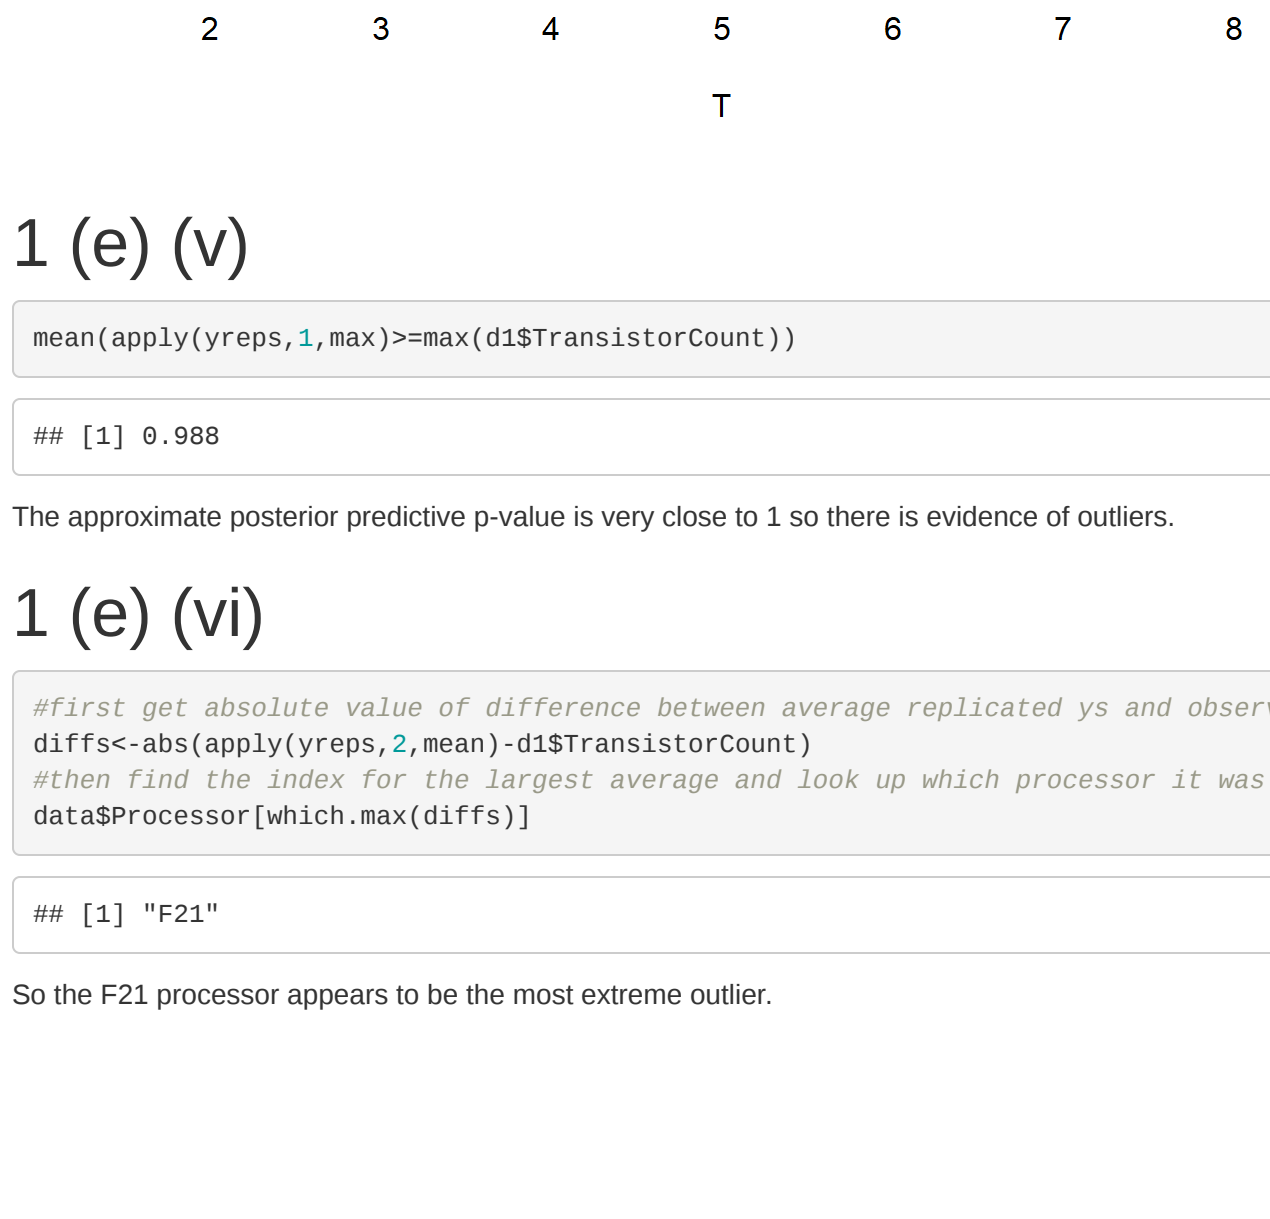 2 3 4 5 6 7 8
T
1 (e) (v)
mean(apply(yreps,1,max)>=max(d1$TransistorCount))
## [1] 0.988
The approximate posterior predictive p-value is very close to 1 so there is evidence of outliers.
1 (e) (vi)
#first get absolute value of difference between average replicated ys and obser
diffs<-abs(apply(yreps,2,mean)-d1$TransistorCount)
#then find the index for the largest average and look up which processor it was
data$Processor[which.max(diffs)]
## [1] "F21"
So the F21 processor appears to be the most extreme outlier.